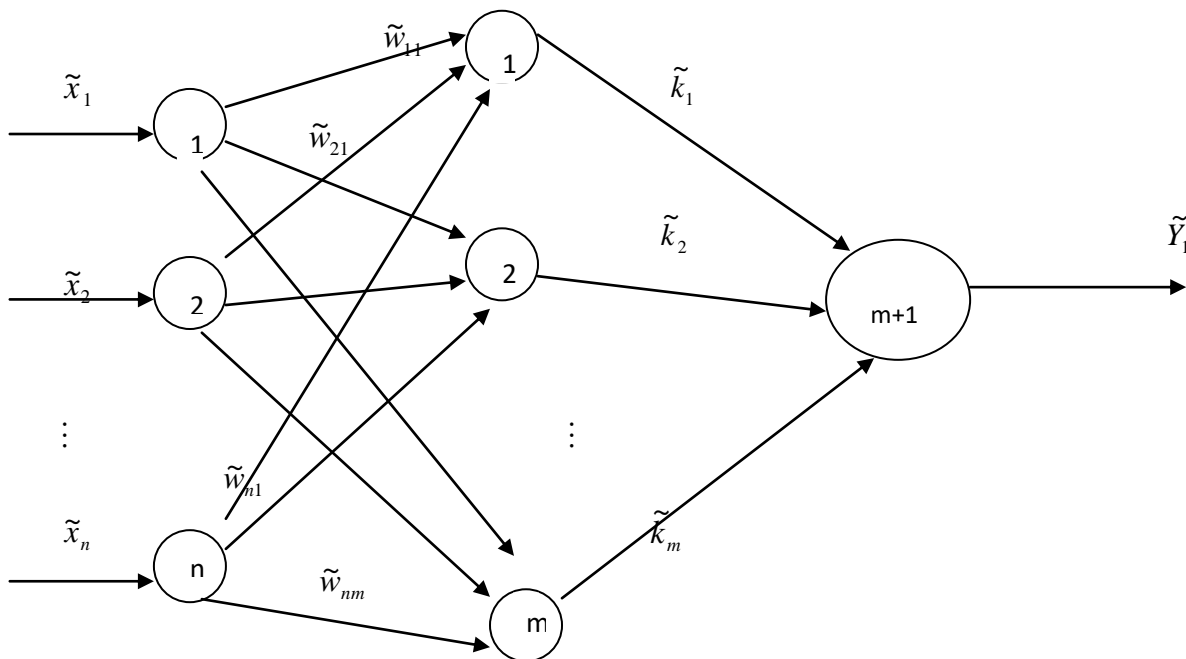 x̃₁
1
w̃₁₁
1
k̃₁
w̃₂₁
x̃₂
2
2
k̃₂
m+1
Ỹ₁
⋮
⋮
w̃ₙ₁
x̃ₙ
n
w̃ₙₘ
m
k̃ₘ